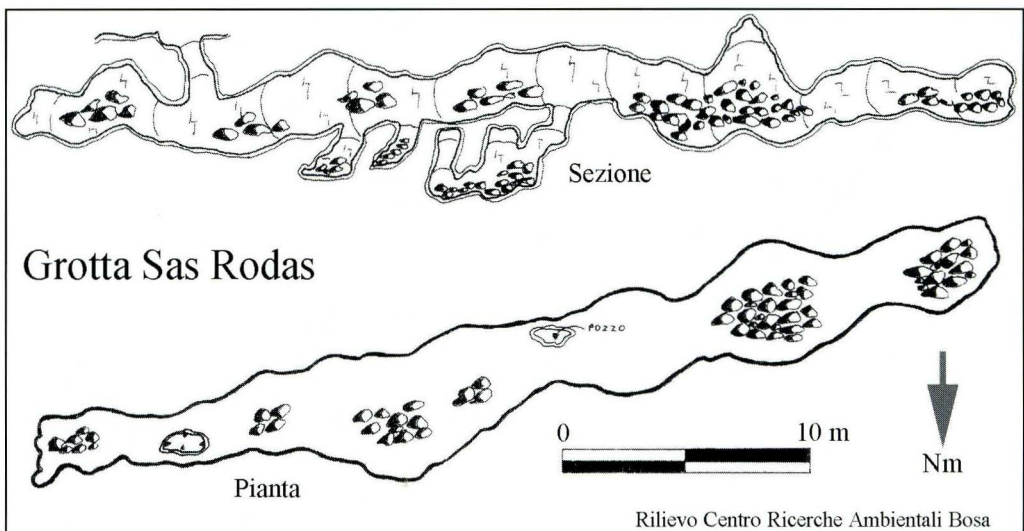 Sezione
Grotta Sas Rodas
POZZO
0 10 m
Nm
Pianta
Rilievo Centro Ricerche Ambientali Bosa